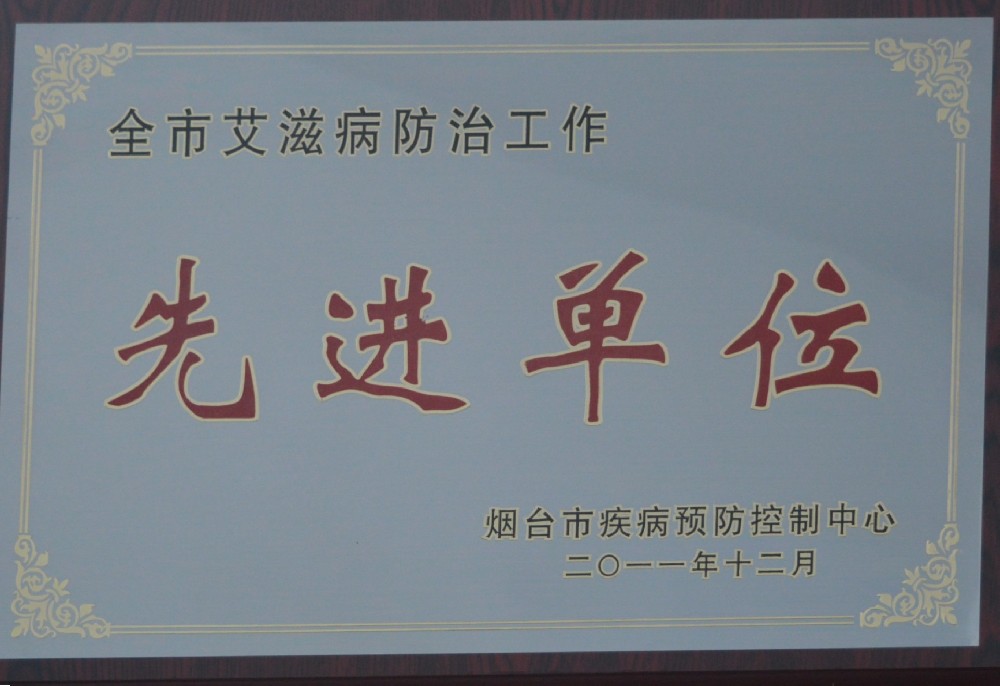 全市艾滋病防治工作
先进单位
烟台市疾病预防控制中心
二〇一一年十二月